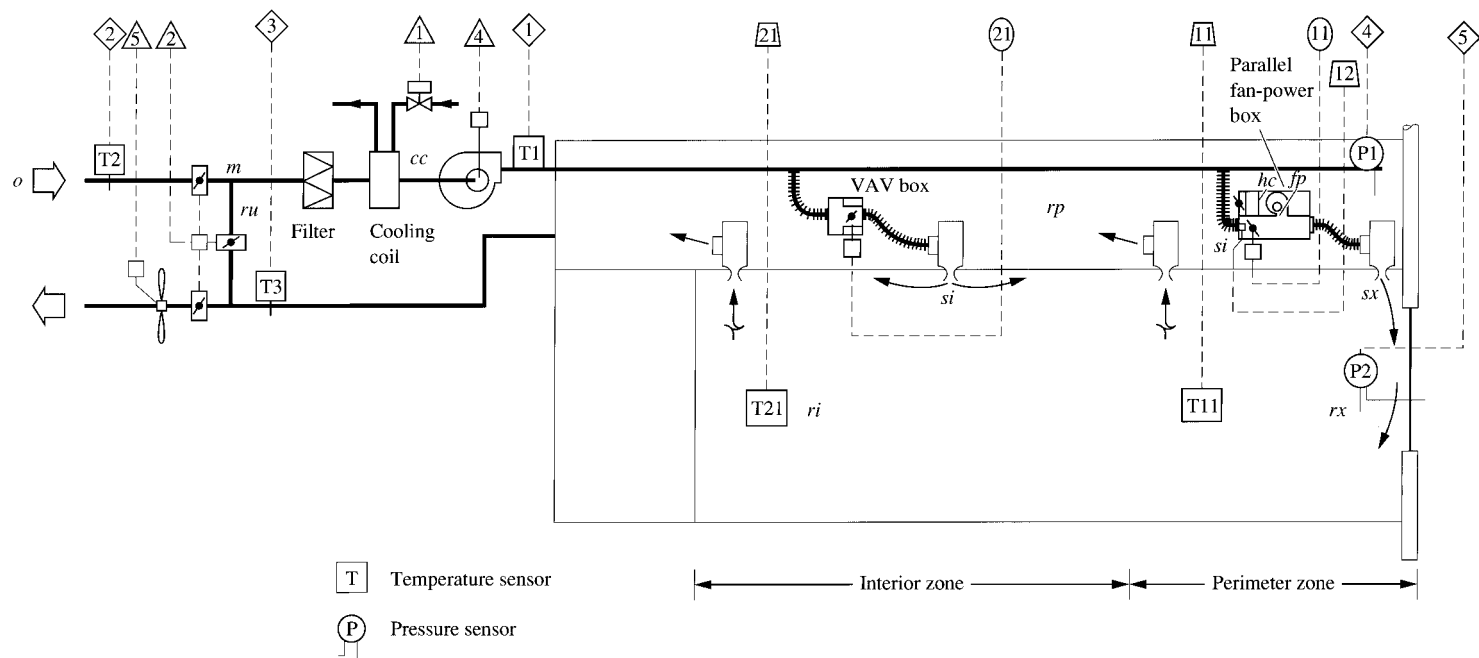 2
5
2
3
1
4
1
21
21
11
11
4
5
12
Parallel
fan-power
box
T2
T1
P1
o
m
cc
ru
Filter
Cooling
coil
VAV box
rp
hc
fp
si
si
sx
T3
T21
ri
T11
P2
rx
T
Temperature sensor
Interior zone
Perimeter zone
P
Pressure sensor